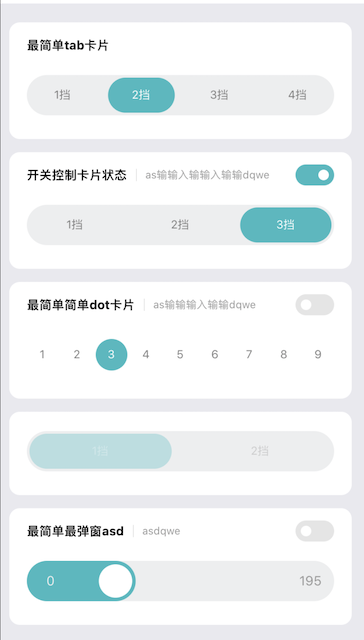 最简单tab卡片
1挡 2挡 3挡 4挡
开关控制卡片状态 as输输入输输入输输dqwe
1挡 2挡 3挡
最简单简单dot卡片 as输输输入输输dqwe
1 2 3 4 5 6 7 8 9
1挡 2挡
最简单最弹窗asd asdqwe
0 195